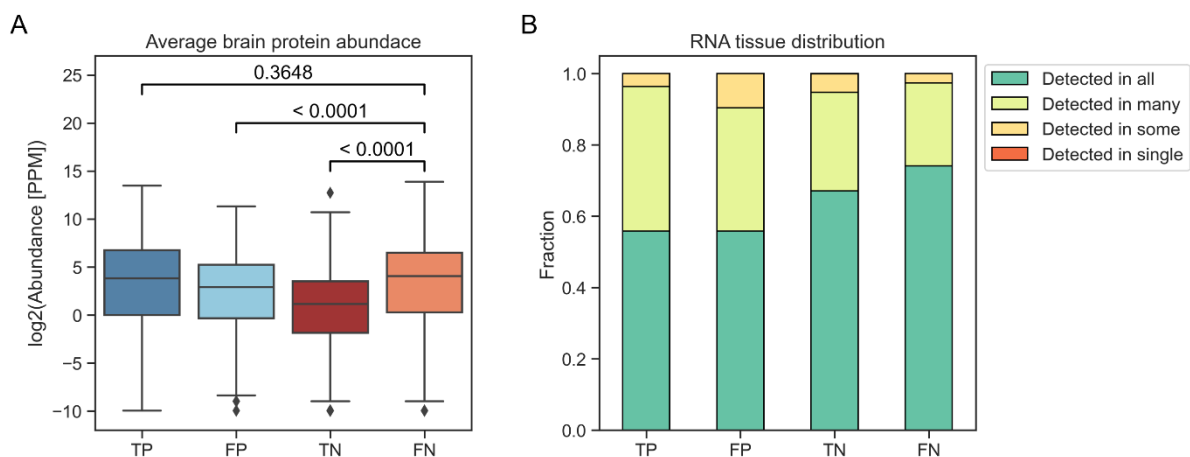 A
B
Average brain protein abundace
RNA tissue distribution
log2(Abundance [PPM])
25
20
15
10
5
0
−5
−10
0.3648
< 0.0001
< 0.0001
TP
FP
TN
FN
Fraction
1.0
0.8
0.6
0.4
0.2
0.0
TP
FP
TN
FN
Detected in all
Detected in many
Detected in some
Detected in single